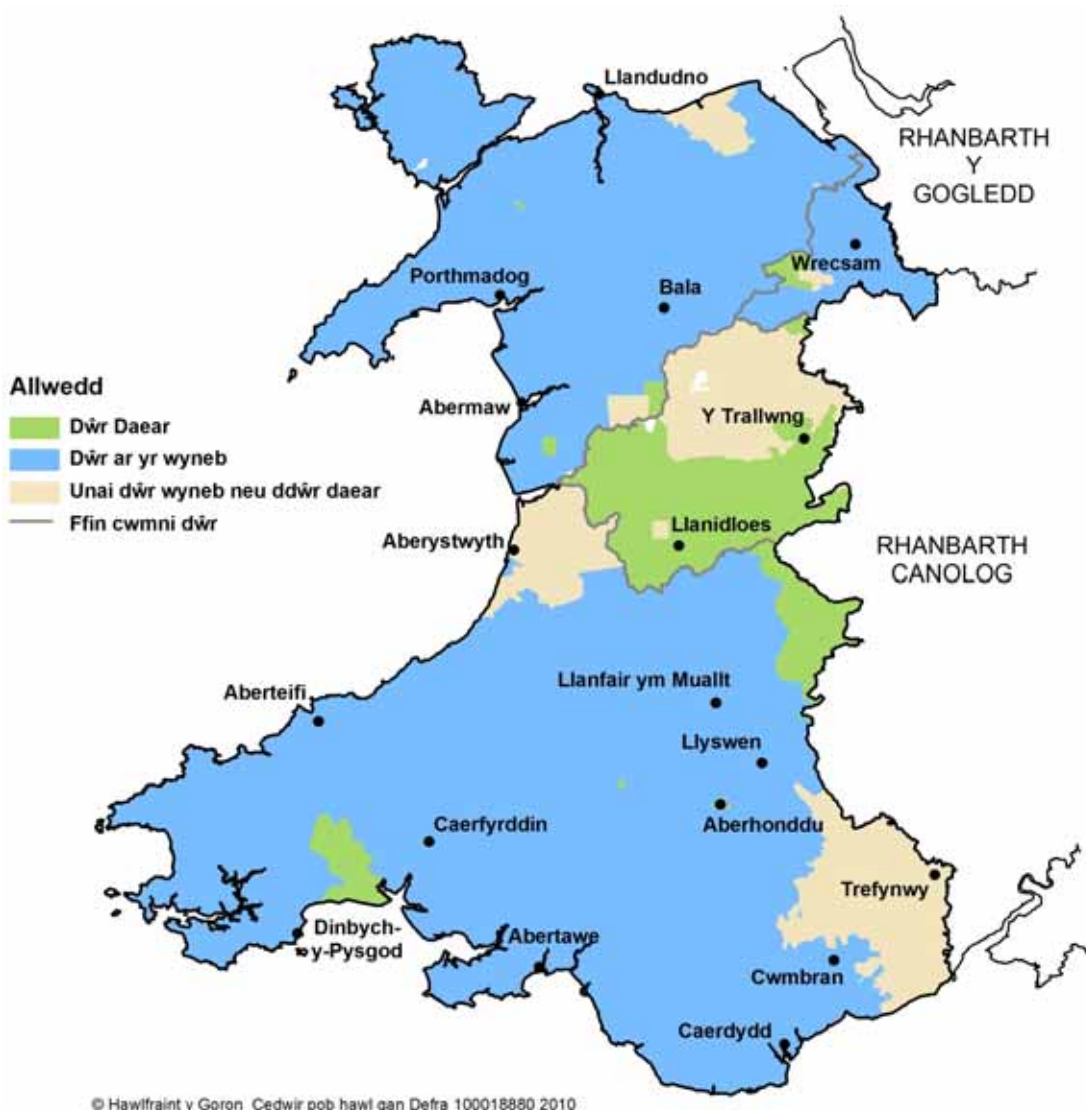 Llandudno
RHANBARTH
Y
GOGLEDD
Wrecsam
Porthmadog
Bala
Allwedd
Dŵr Daear
Dŵr ar yr wyneb
Unai dŵr wyneb neu ddŵr daear
Ffin cwmni dŵr
Abermaw
Y Trallwng
Aberystwyth
Llanidloes
RHANBARTH
CANOLOG
Llanfair ym Muallt
Aberteifi
Llyswen
Caerfyrddin
Aberhonddu
Trefynwy
Dinbych-
y-Pysgod
Abertawe
Cwmbran
Caerdydd
© Hawlfraint y Goron Cedwir pob hawl gan Defra 100018880 2010